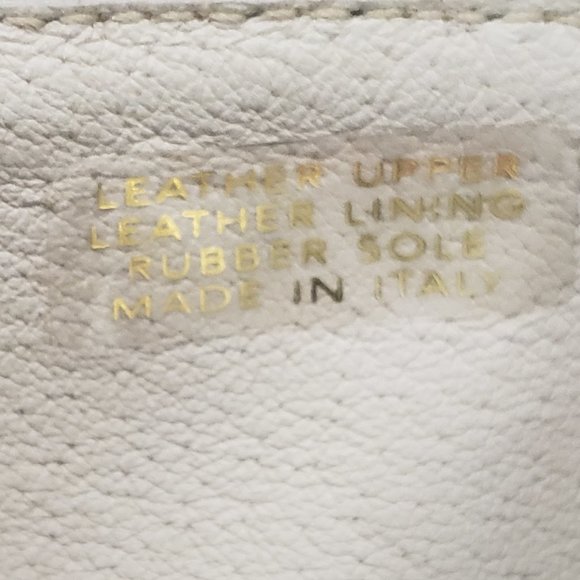 LEATHER UPPER
LEATHER LINING
RUBBER SOLE
MADE IN ITALY